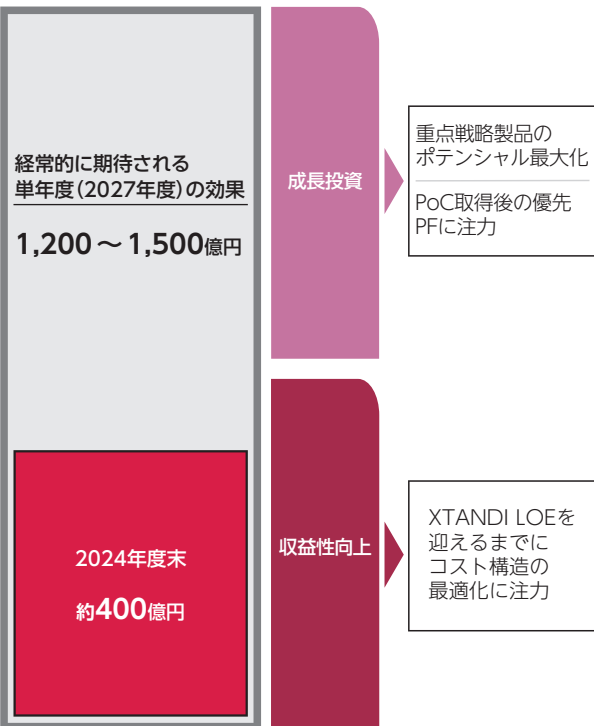 経常的に期待される
単年度(2027年度)の効果
1,200～1,500億円
2024年度末
約400億円
成長投資
重点戦略製品の
ポテンシャル最大化
PoC取得後の優先
PFに注力
収益性向上
XTANDI LOEを
迎えるまでに
コスト構造の
最適化に注力